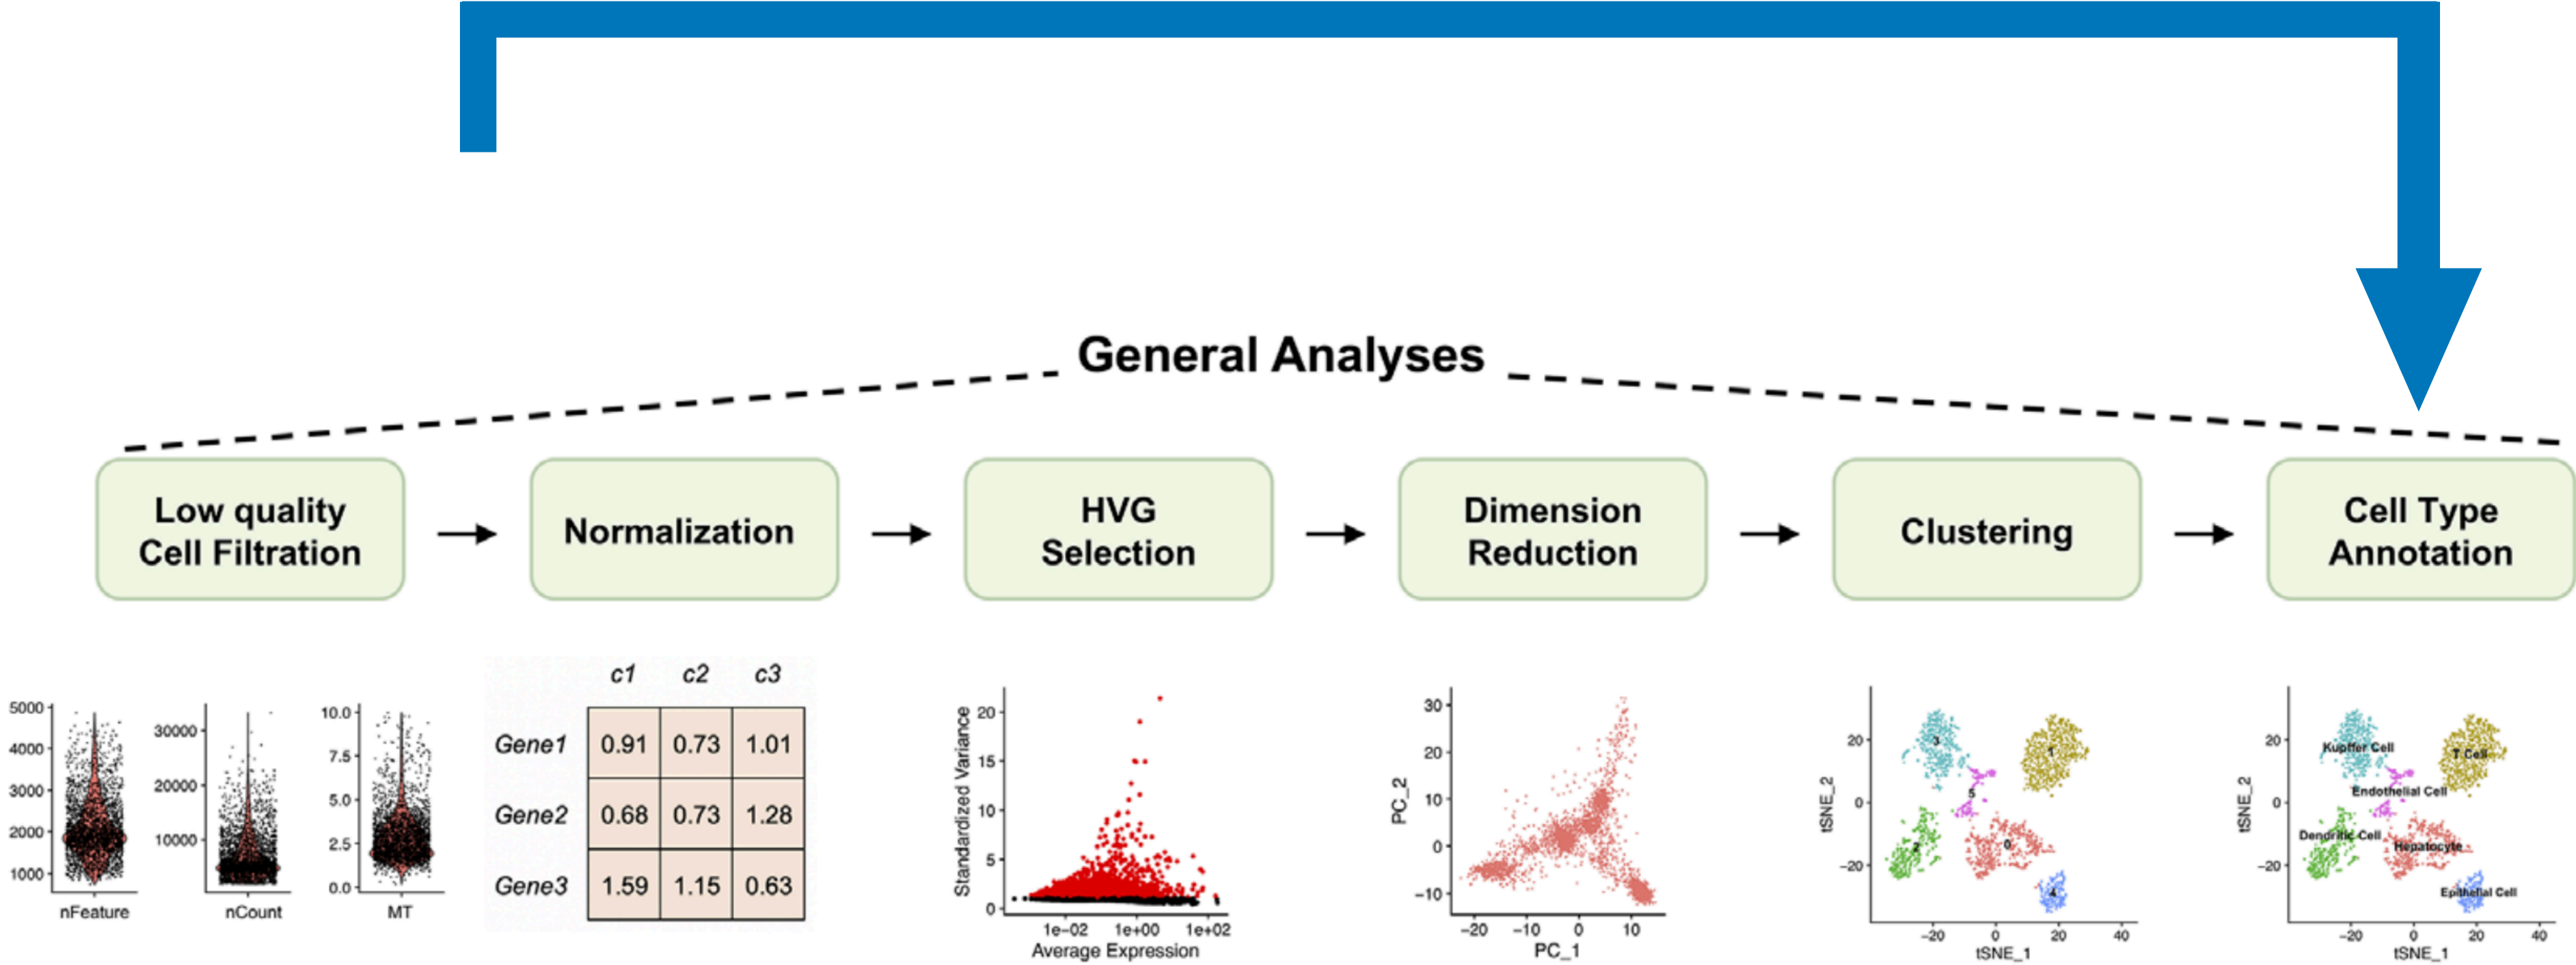 General Analyses
Low quality
Cell Filtration
Normalization
HVG
Selection
Dimension
Reduction
Clustering
Cell Type
Annotation
5000
4000
3000
2000
1000
nFeature
30000
20000
10000
nCount
10.0
7.5
5.0
2.5
0.0
MT
c1 c2 c3
Gene1 0.91 0.73 1.01
Gene2 0.68 0.73 1.28
Gene3 1.59 1.15 0.63
Standardized Variance
20
15
10
5
0
1e−02 1e+00 1e+02
Average Expression
PC_2
30
20
10
0
−10
−20 −10 0 10
PC_1
tSNE_2
20
0
−20
3
1
5
2
0
4
−20 0 20 40
tSNE_1
tSNE_2
20
0
−20
Kupffer Cell
T Cell
Endothelial Cell
Dendritic Cell
Hepatocyte
Epithelial Cell
−20 0 20 40
tSNE_1